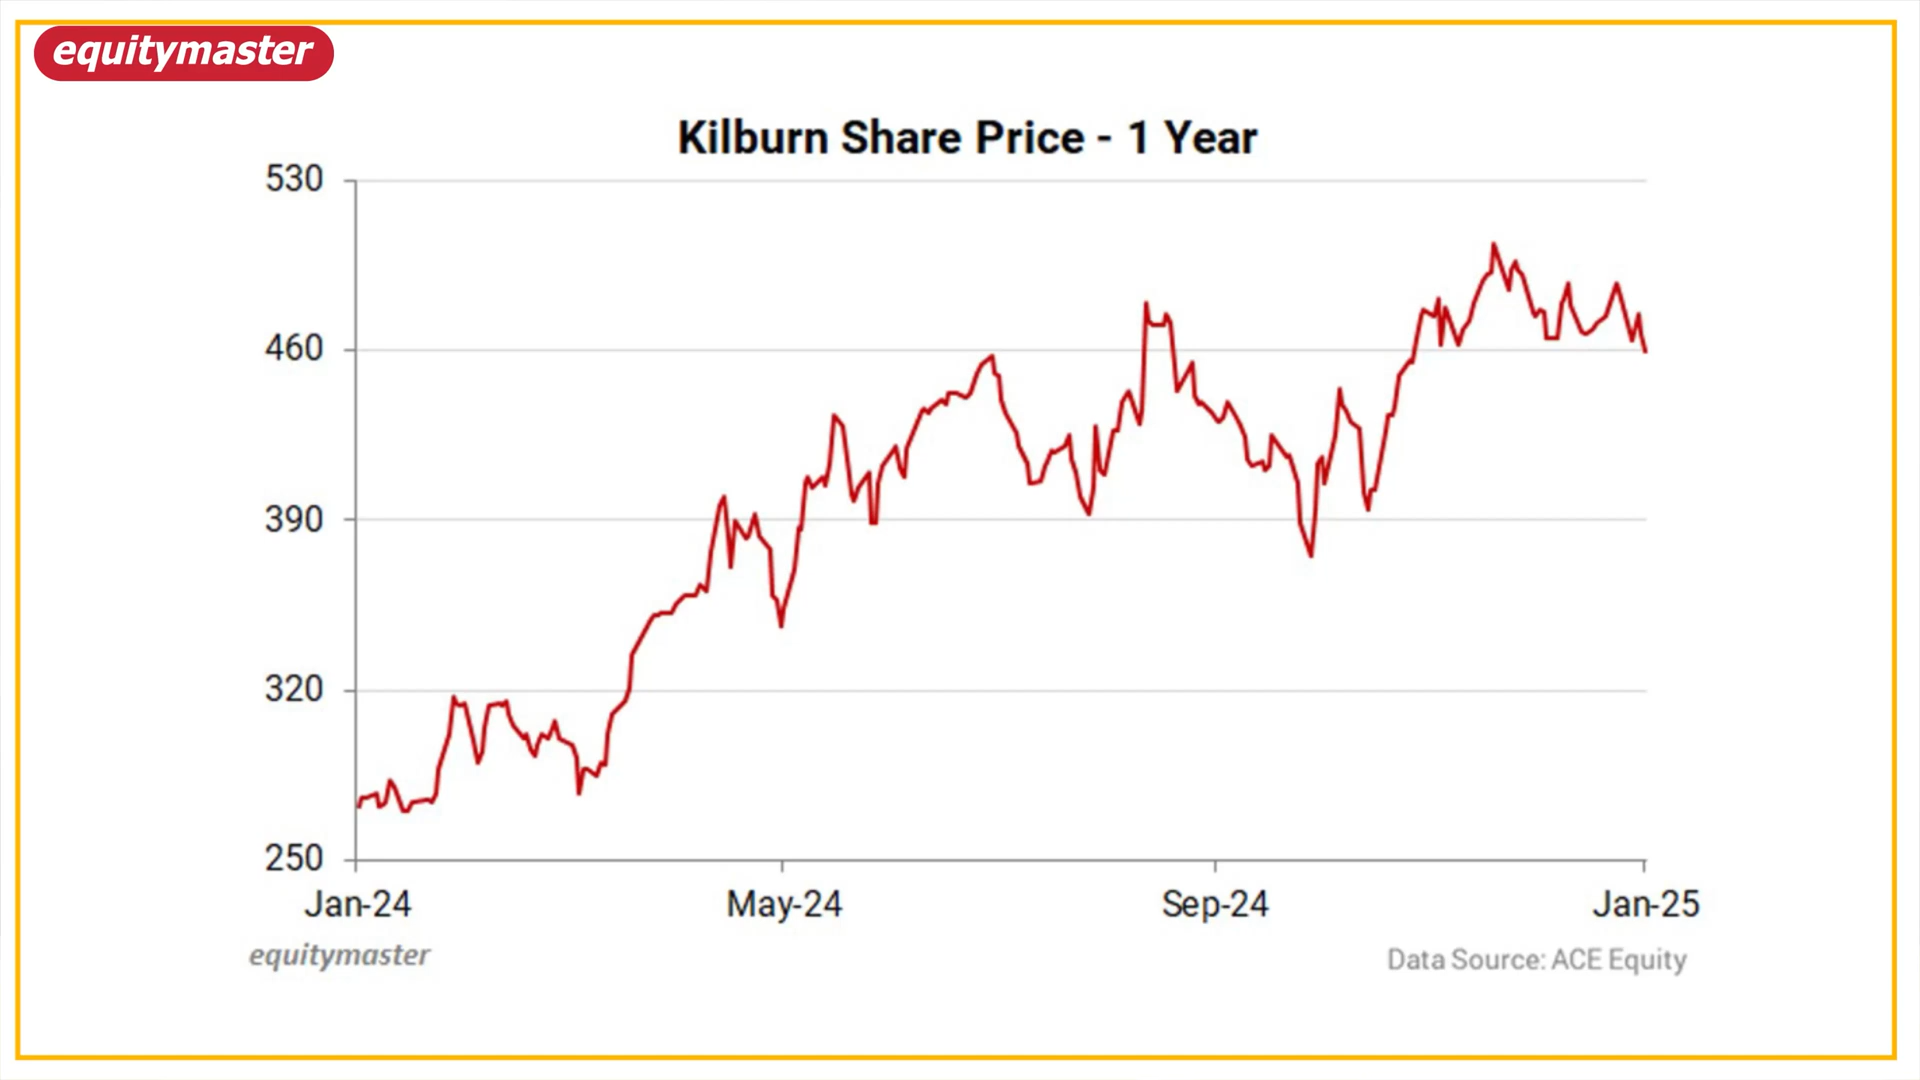 equitymaster
Kilburn Share Price - 1 Year
530
460
390
320
250
Jan-24 May-24 Sep-24 Jan-25
equitymaster Data Source: ACE Equity